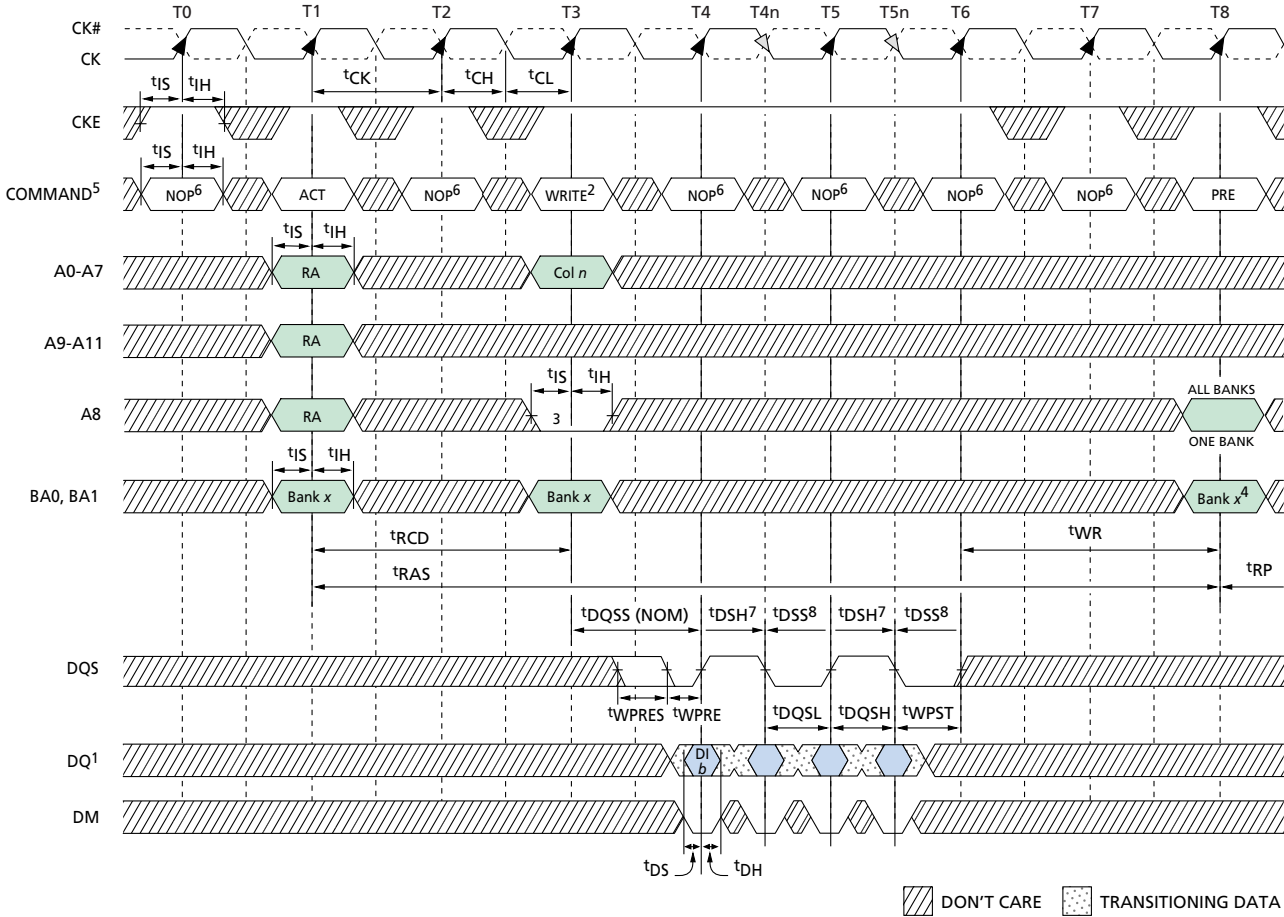 T0 T1 T2 T3 T4 T4n T5 T5n T6 T7 T8
CK#
CK
tIS tIH tCK tCH tCL
CKE
tIS tIH
COMMAND5 NOP6 ACT NOP6 WRITE2 NOP6 NOP6 NOP6 NOP6 PRE
tIS tIH
A0-A7 RA Col n
A9-A11 RA
tIS tIH
ALL BANKS
A8 RA 3
ONE BANK
tIS tIH
BA0, BA1 Bank x Bank x Bank x4
tRCD tWR
tRAS tRP
tDQSS (NOM) tDSH7 tDSS8 tDSH7 tDSS8
DQS
tWPRES tWPRE tDQSL tDQSH tWPST
DQ1 DI b
DM
tDS tDH
DON'T CARE TRANSITIONING DATA